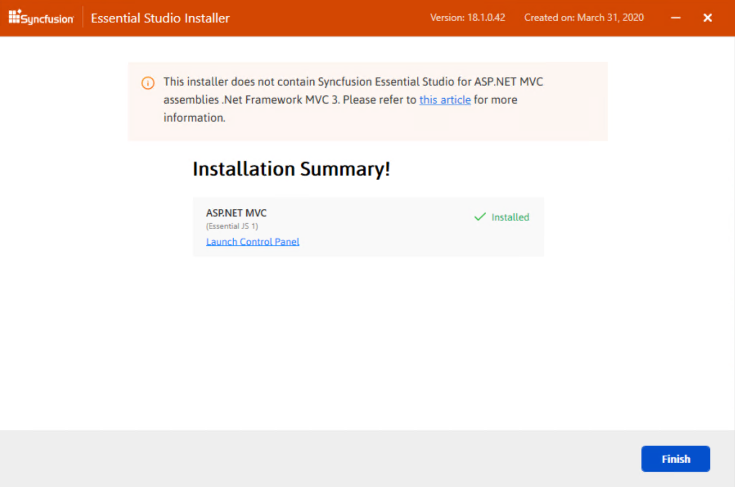 Syncfusion Essential Studio Installer Version: 18.1.0.42 Created on: March 31, 2020
This installer does not contain Syncfusion Essential Studio for ASP.NET MVC
assemblies .Net Framework MVC 3. Please refer to this article for more
information.
Installation Summary!
ASP.NET MVC
Installed
(Essential JS 1)
Launch Control Panel
Finish